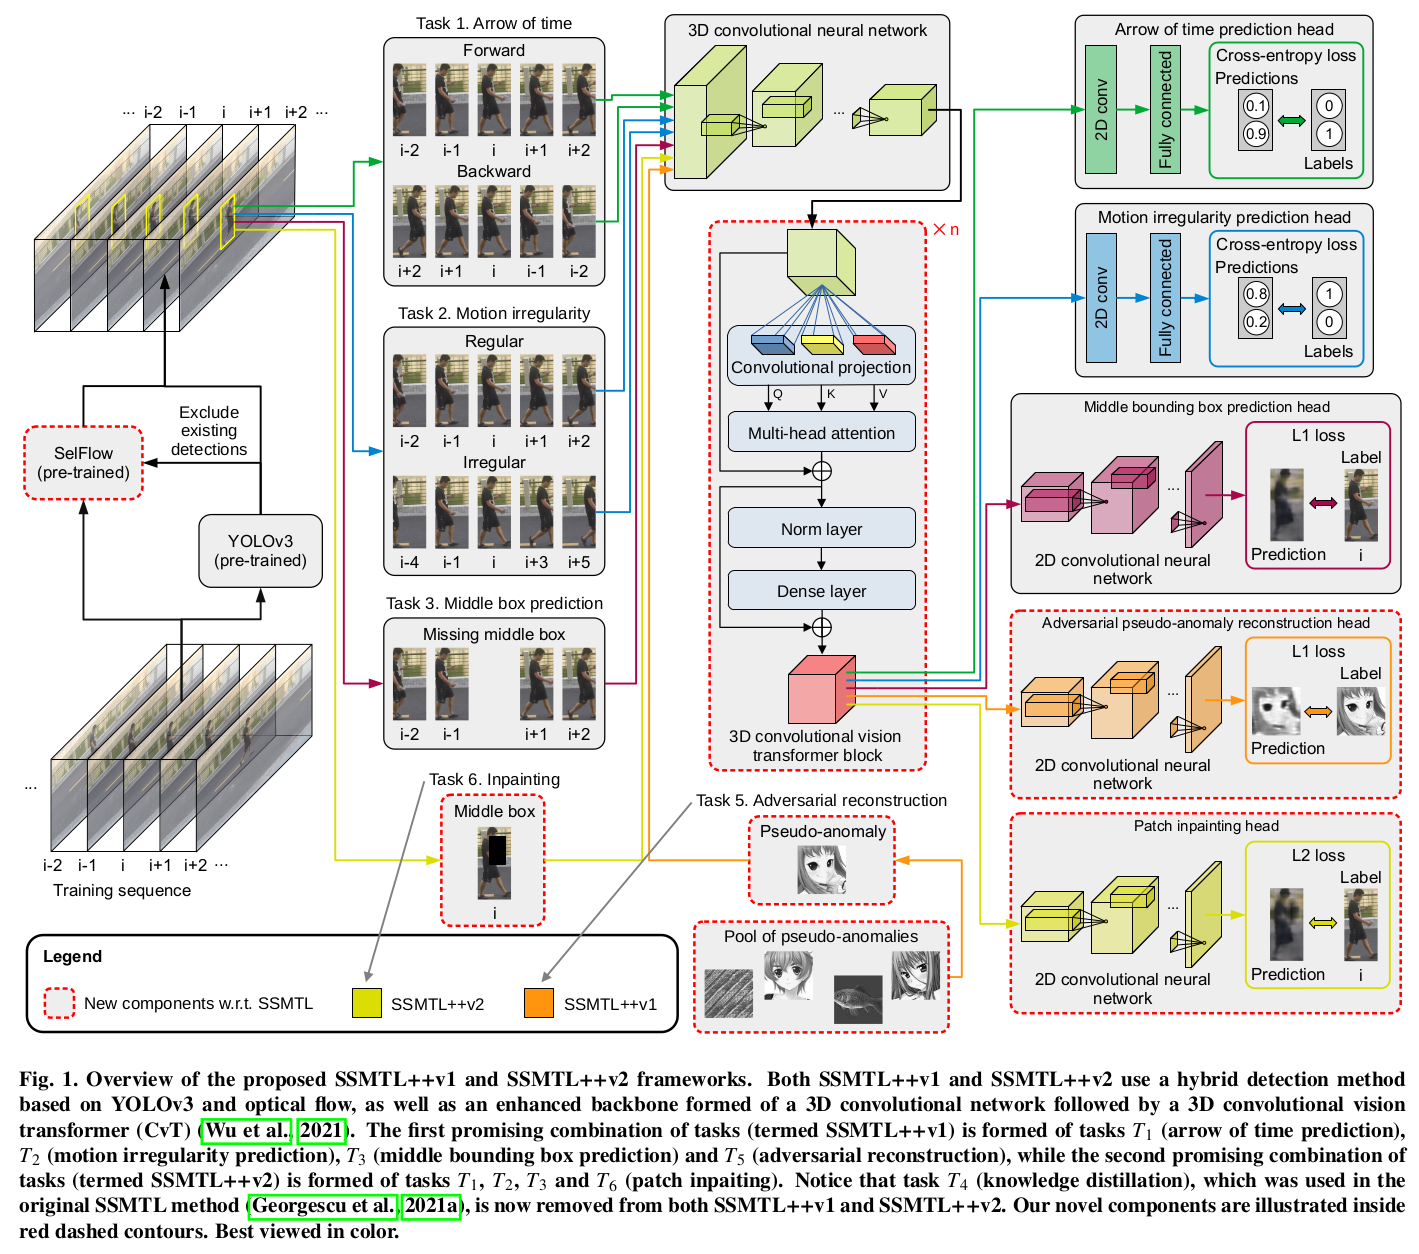 Task 1. Arrow of time
Forward
i-2 i-1 i i+1 i+2
Backward
i+2 i+1 i i-1 i-2
Task 2. Motion irregularity
Regular
i-2 i-1 i i+1 i+2
Irregular
i-4 i-1 i i+3 i+5
Task 3. Middle box prediction
Missing middle box
i-2 i-1 i+1 i+2
... i-2 i-1 i i+1 i+2 ...
Exclude
existing
detections
SelFlow
(pre-trained)
YOLOv3
(pre-trained)
...
i-2 i-1 i i+1 i+2 ...
Training sequence
Task 6. Inpainting
Middle box
i
Task 5. Adversarial reconstruction
Pseudo-anomaly
Pool of pseudo-anomalies
3D convolutional neural network
...
× n
Convolutional projection
Q K V
Multi-head attention
Norm layer
Dense layer
3D convolutional vision
transformer block
Arrow of time prediction head
2D conv
Fully connected
Cross-entropy loss
Predictions
0.1 0
0.9 1
Labels
Motion irregularity prediction head
2D conv
Fully connected
Cross-entropy loss
Predictions
0.8 1
0.2 0
Labels
Middle bounding box prediction head
...
2D convolutional neural
network
L1 loss
Label
Prediction i
Adversarial pseudo-anomaly reconstruction head
...
2D convolutional neural
network
L1 loss
Label
Prediction
Patch inpainting head
...
2D convolutional neural
network
L2 loss
Label
Prediction i
Legend
New components w.r.t. SSMTL SSMTL++v2 SSMTL++v1
Fig. 1. Overview of the proposed SSMTL++v1 and SSMTL++v2 frameworks. Both SSMTL++v1 and SSMTL++v2 use a hybrid detection method
based on YOLOv3 and optical flow, as well as an enhanced backbone formed of a 3D convolutional network followed by a 3D convolutional vision
transformer (CvT) (Wu et al., 2021). The first promising combination of tasks (termed SSMTL++v1) is formed of tasks T1 (arrow of time prediction),
T2 (motion irregularity prediction), T3 (middle bounding box prediction) and T5 (adversarial reconstruction), while the second promising combination of
tasks (termed SSMTL++v2) is formed of tasks T1, T2, T3 and T6 (patch inpaiting). Notice that task T4 (knowledge distillation), which was used in the
original SSMTL method (Georgescu et al., 2021a), is now removed from both SSMTL++v1 and SSMTL++v2. Our novel components are illustrated inside
red dashed contours. Best viewed in color.